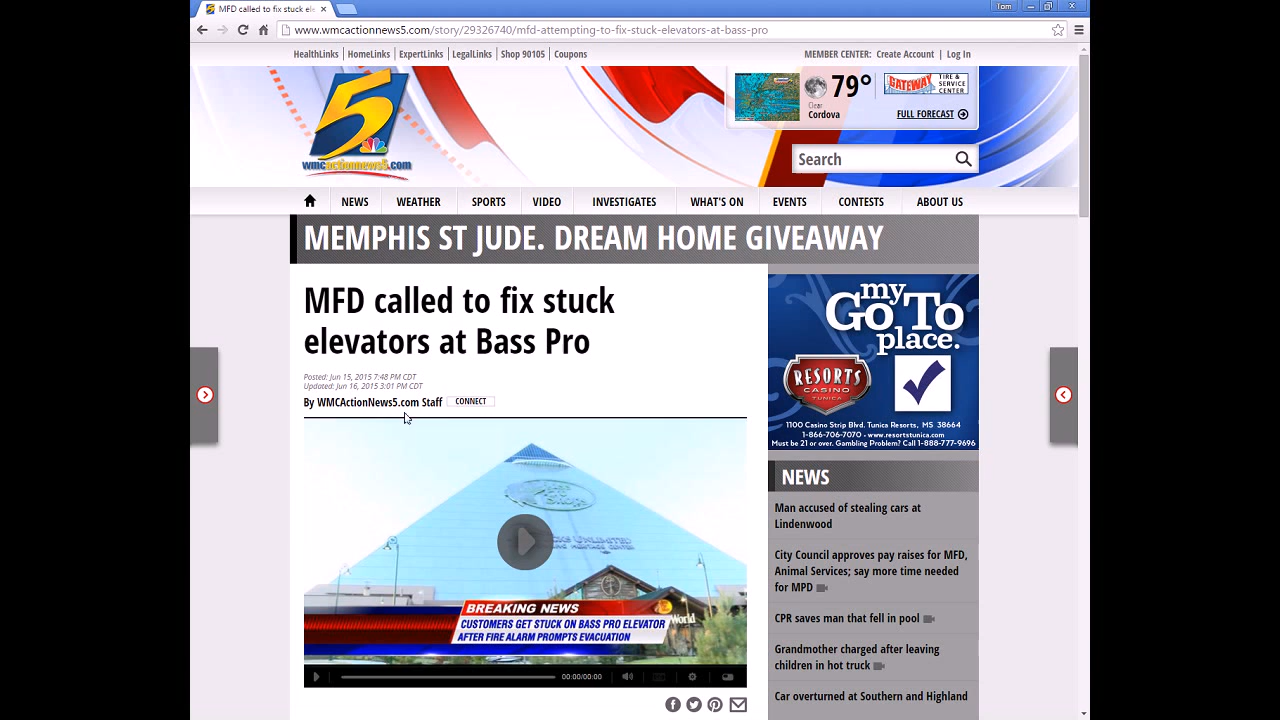 MFD called to fix stuck ele
Tom
www.wmcactionnews5.com/story/29326740/mfd-attempting-to-fix-stuck-elevators-at-bass-pro
HealthLinks HomeLinks ExpertLinks LegalLinks Shop 90105 Coupons
MEMBER CENTER: Create Account Log In
5
wmcactionnews5.com
79°
Clear
Cordova
GATEWAY TIRE & SERVICE CENTER
FULL FORECAST
Search
NEWS WEATHER SPORTS VIDEO INVESTIGATES WHAT'S ON EVENTS CONTESTS ABOUT US
MEMPHIS ST JUDE. DREAM HOME GIVEAWAY
MFD called to fix stuck
elevators at Bass Pro
Posted: Jun 15, 2015 7:48 PM CDT
Updated: Jun 16, 2015 3:01 PM CDT
By WMCActionNews5.com Staff CONNECT
BREAKING NEWS
CUSTOMERS GET STUCK ON BASS PRO ELEVATOR
AFTER FIRE ALARM PROMPTS EVACUATION
World
00:00/00:00
my
GoTo
place.
RESORTS
CASINO
TUNICA
1100 Casino Strip Blvd. Tunica Resorts, MS 38664
1-866-706-7070 - www.resortstunica.com
Must be 21 or over. Gambling Problem? Call 1-888-777-9696
NEWS
Man accused of stealing cars at
Lindenwood
City Council approves pay raises for MFD,
Animal Services; say more time needed
for MPD
CPR saves man that fell in pool
Grandmother charged after leaving
children in hot truck
Car overturned at Southern and Highland